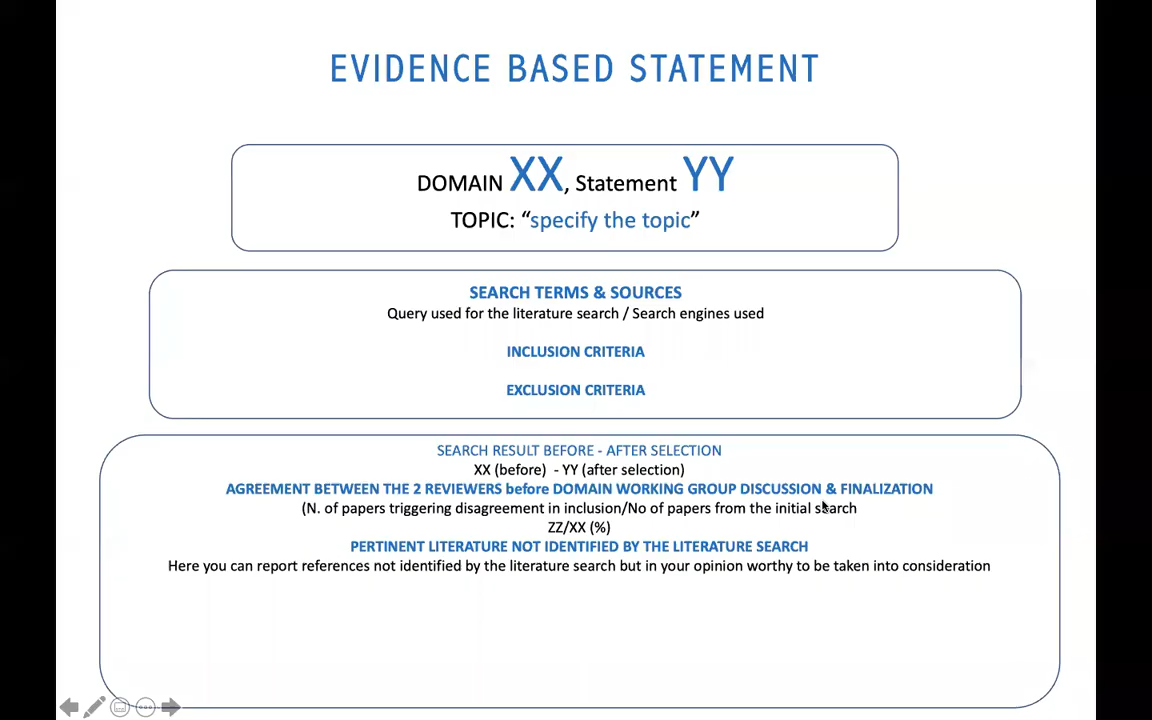 EVIDENCE BASED STATEMENT
DOMAIN XX, Statement YY
TOPIC: “specify the topic”
SEARCH TERMS & SOURCES
Query used for the literature search / Search engines used
INCLUSION CRITERIA
EXCLUSION CRITERIA
SEARCH RESULT BEFORE - AFTER SELECTION
XX (before) - YY (after selection)
AGREEMENT BETWEEN THE 2 REVIEWERS before DOMAIN WORKING GROUP DISCUSSION & FINALIZATION
(N. of papers triggering disagreement in inclusion/No of papers from the initial search
ZZ/XX (%)
PERTINENT LITERATURE NOT IDENTIFIED BY THE LITERATURE SEARCH
Here you can report references not identified by the literature search but in your opinion worthy to be taken into consideration